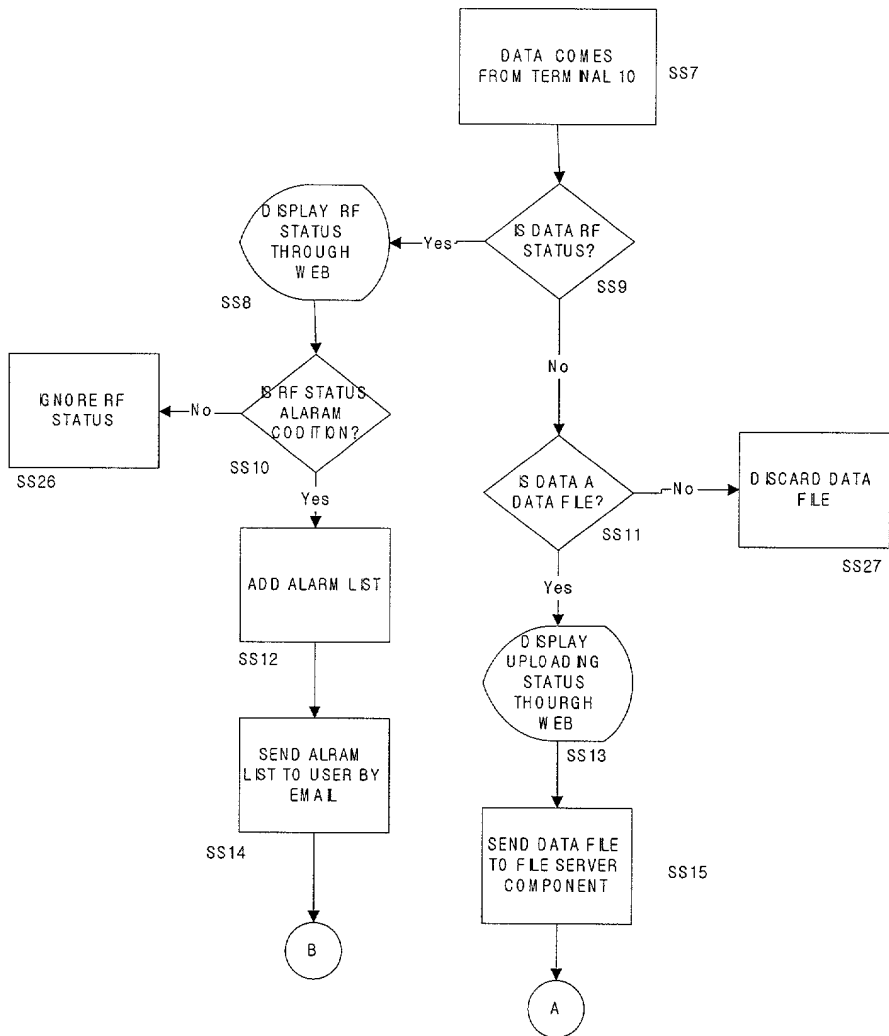 DATA COMES
FROM TERMINAL 10
SS7
DISPLAY RF
STATUS
THROUGH
WEB
SS8
Yes
IS DATA RF
STATUS?
SS9
No
IGNORE RF
STATUS
SS26
No
IS RF STATUS
ALARAM
CODITION?
SS10
Yes
IS DATA A
DATA FILE?
SS11
No
DISCARD DATA
FILE
SS27
Yes
ADD ALARM LIST
SS12
DISPLAY
UPLOADING
STATUS
THOURGH
WEB
SS13
SEND ALRAM
LIST TO USER BY
EMAIL
SS14
SEND DATA FILE
TO FILE SERVER
COMPONENT
SS15
B
A